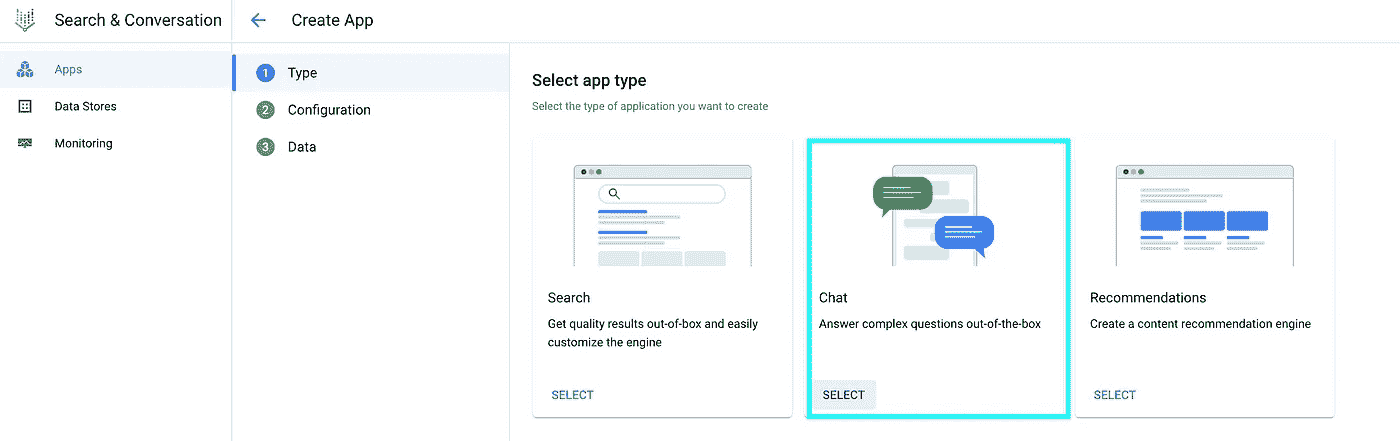 Search & Conversation
Create App
Apps
Data Stores
Monitoring
1 Type
2 Configuration
3 Data
Select app type
Select the type of application you want to create
Search
Get quality results out-of-box and easily
customize the engine
SELECT
Chat
Answer complex questions out-of-the-box
SELECT
Recommendations
Create a content recommendation engine
SELECT